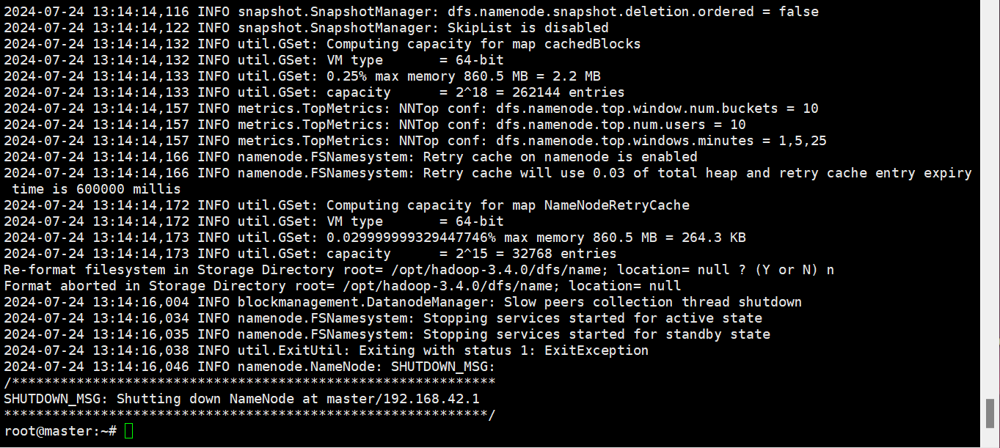 2024-07-24 13:14:14,116 INFO snapshot.SnapshotManager: dfs.namenode.snapshot.deletion.ordered = false
2024-07-24 13:14:14,122 INFO snapshot.SnapshotManager: SkipList is disabled
2024-07-24 13:14:14,132 INFO util.GSet: Computing capacity for map cachedBlocks
2024-07-24 13:14:14,132 INFO util.GSet: VM type       = 64-bit
2024-07-24 13:14:14,133 INFO util.GSet: 0.25% max memory 860.5 MB = 2.2 MB
2024-07-24 13:14:14,133 INFO util.GSet: capacity      = 2^18 = 262144 entries
2024-07-24 13:14:14,157 INFO metrics.TopMetrics: NNTop conf: dfs.namenode.top.window.num.buckets = 10
2024-07-24 13:14:14,157 INFO metrics.TopMetrics: NNTop conf: dfs.namenode.top.num.users = 10
2024-07-24 13:14:14,157 INFO metrics.TopMetrics: NNTop conf: dfs.namenode.top.windows.minutes = 1,5,25
2024-07-24 13:14:14,166 INFO namenode.FSNamesystem: Retry cache on namenode is enabled
2024-07-24 13:14:14,166 INFO namenode.FSNamesystem: Retry cache will use 0.03 of total heap and retry cache entry expiry
 time is 600000 millis
2024-07-24 13:14:14,172 INFO util.GSet: Computing capacity for map NameNodeRetryCache
2024-07-24 13:14:14,172 INFO util.GSet: VM type       = 64-bit
2024-07-24 13:14:14,173 INFO util.GSet: 0.029999999329447746% max memory 860.5 MB = 264.3 KB
2024-07-24 13:14:14,173 INFO util.GSet: capacity      = 2^15 = 32768 entries
Re-format filesystem in Storage Directory root= /opt/hadoop-3.4.0/dfs/name; location= null ? (Y or N) n
Format aborted in Storage Directory root= /opt/hadoop-3.4.0/dfs/name; location= null
2024-07-24 13:14:16,004 INFO blockmanagement.DatanodeManager: Slow peers collection thread shutdown
2024-07-24 13:14:16,034 INFO namenode.FSNamesystem: Stopping services started for active state
2024-07-24 13:14:16,035 INFO namenode.FSNamesystem: Stopping services started for standby state
2024-07-24 13:14:16,038 INFO util.ExitUtil: Exiting with status 1: ExitException
2024-07-24 13:14:16,046 INFO namenode.NameNode: SHUTDOWN_MSG:
/************************************************************
SHUTDOWN_MSG: Shutting down NameNode at master/192.168.42.1
************************************************************/
root@master:~#